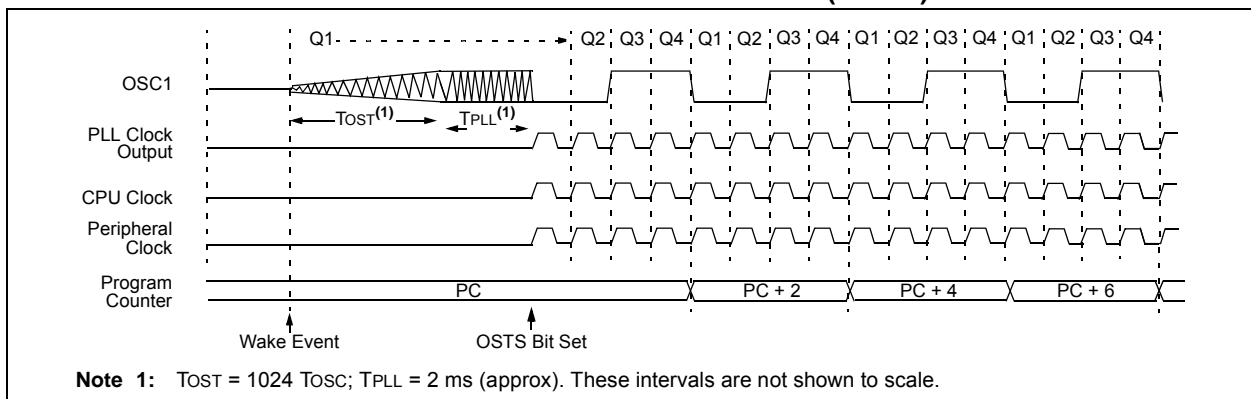 Q1 Q2 Q3 Q4 Q1 Q2 Q3 Q4 Q1 Q2 Q3 Q4 Q1 Q2 Q3 Q4
OSC1
TOST(1) TPLL(1)
PLL Clock
Output
CPU Clock
Peripheral
Clock
Program
Counter
PC PC + 2 PC + 4 PC + 6
Wake Event OSTS Bit Set
Note 1: TOST = 1024 TOSC; TPLL = 2 ms (approx). These intervals are not shown to scale.